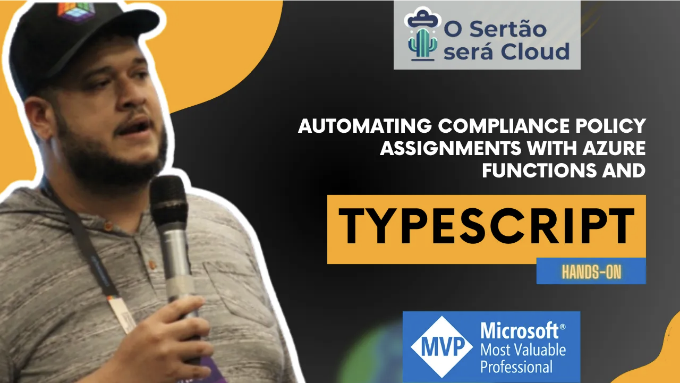 O Sertão
será Cloud
AUTOMATING COMPLIANCE POLICY
ASSIGNMENTS WITH AZURE
FUNCTIONS AND
TYPESCRIPT
HANDS-ON
MVP
Microsoft®
Most Valuable
Professional